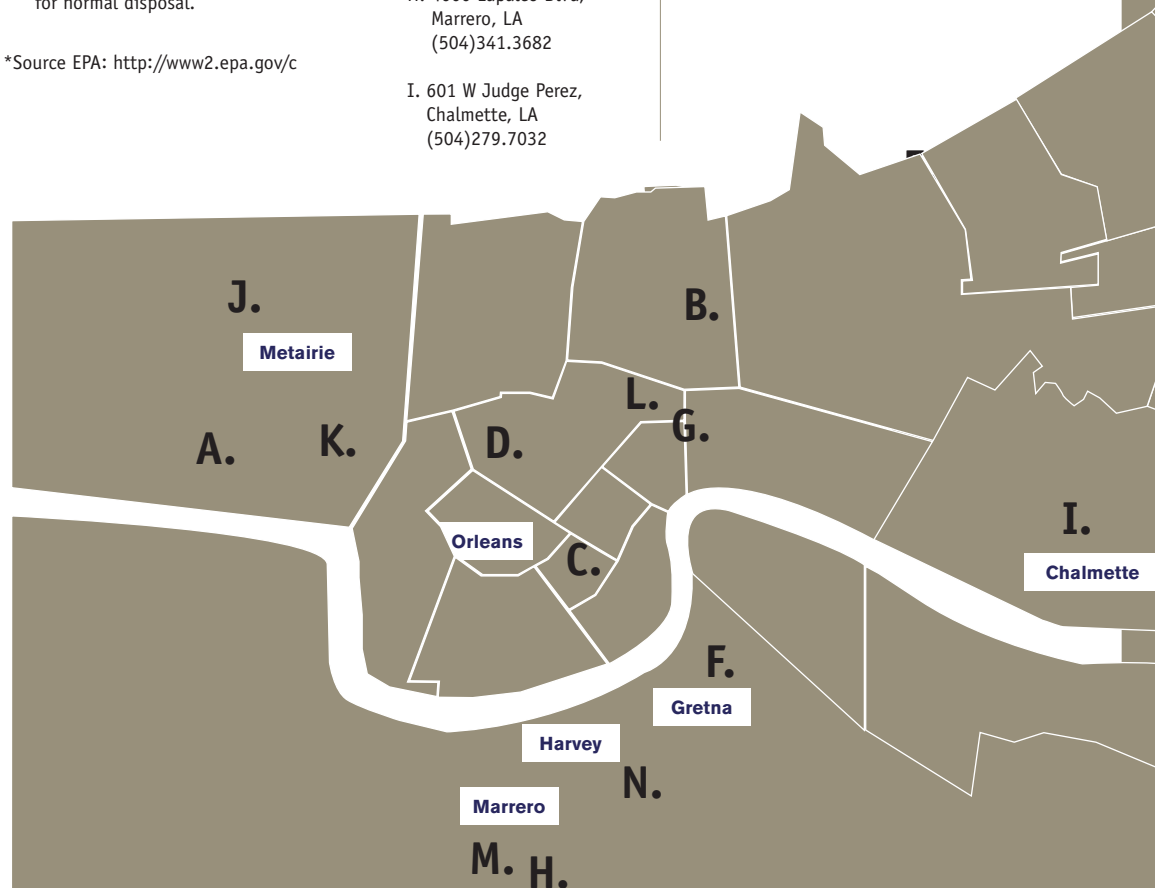 for normal disposal.
*Source EPA: http://www2.epa.gov/c
Marrero, LA
(504)341.3682
I. 601 W Judge Perez,
Chalmette, LA
(504)279.7032
J.
Metairie
B.
L.
G.
A.
K.
D.
Orleans
C.
I.
Chalmette
F.
Gretna
Harvey
N.
Marrero
M.
H.